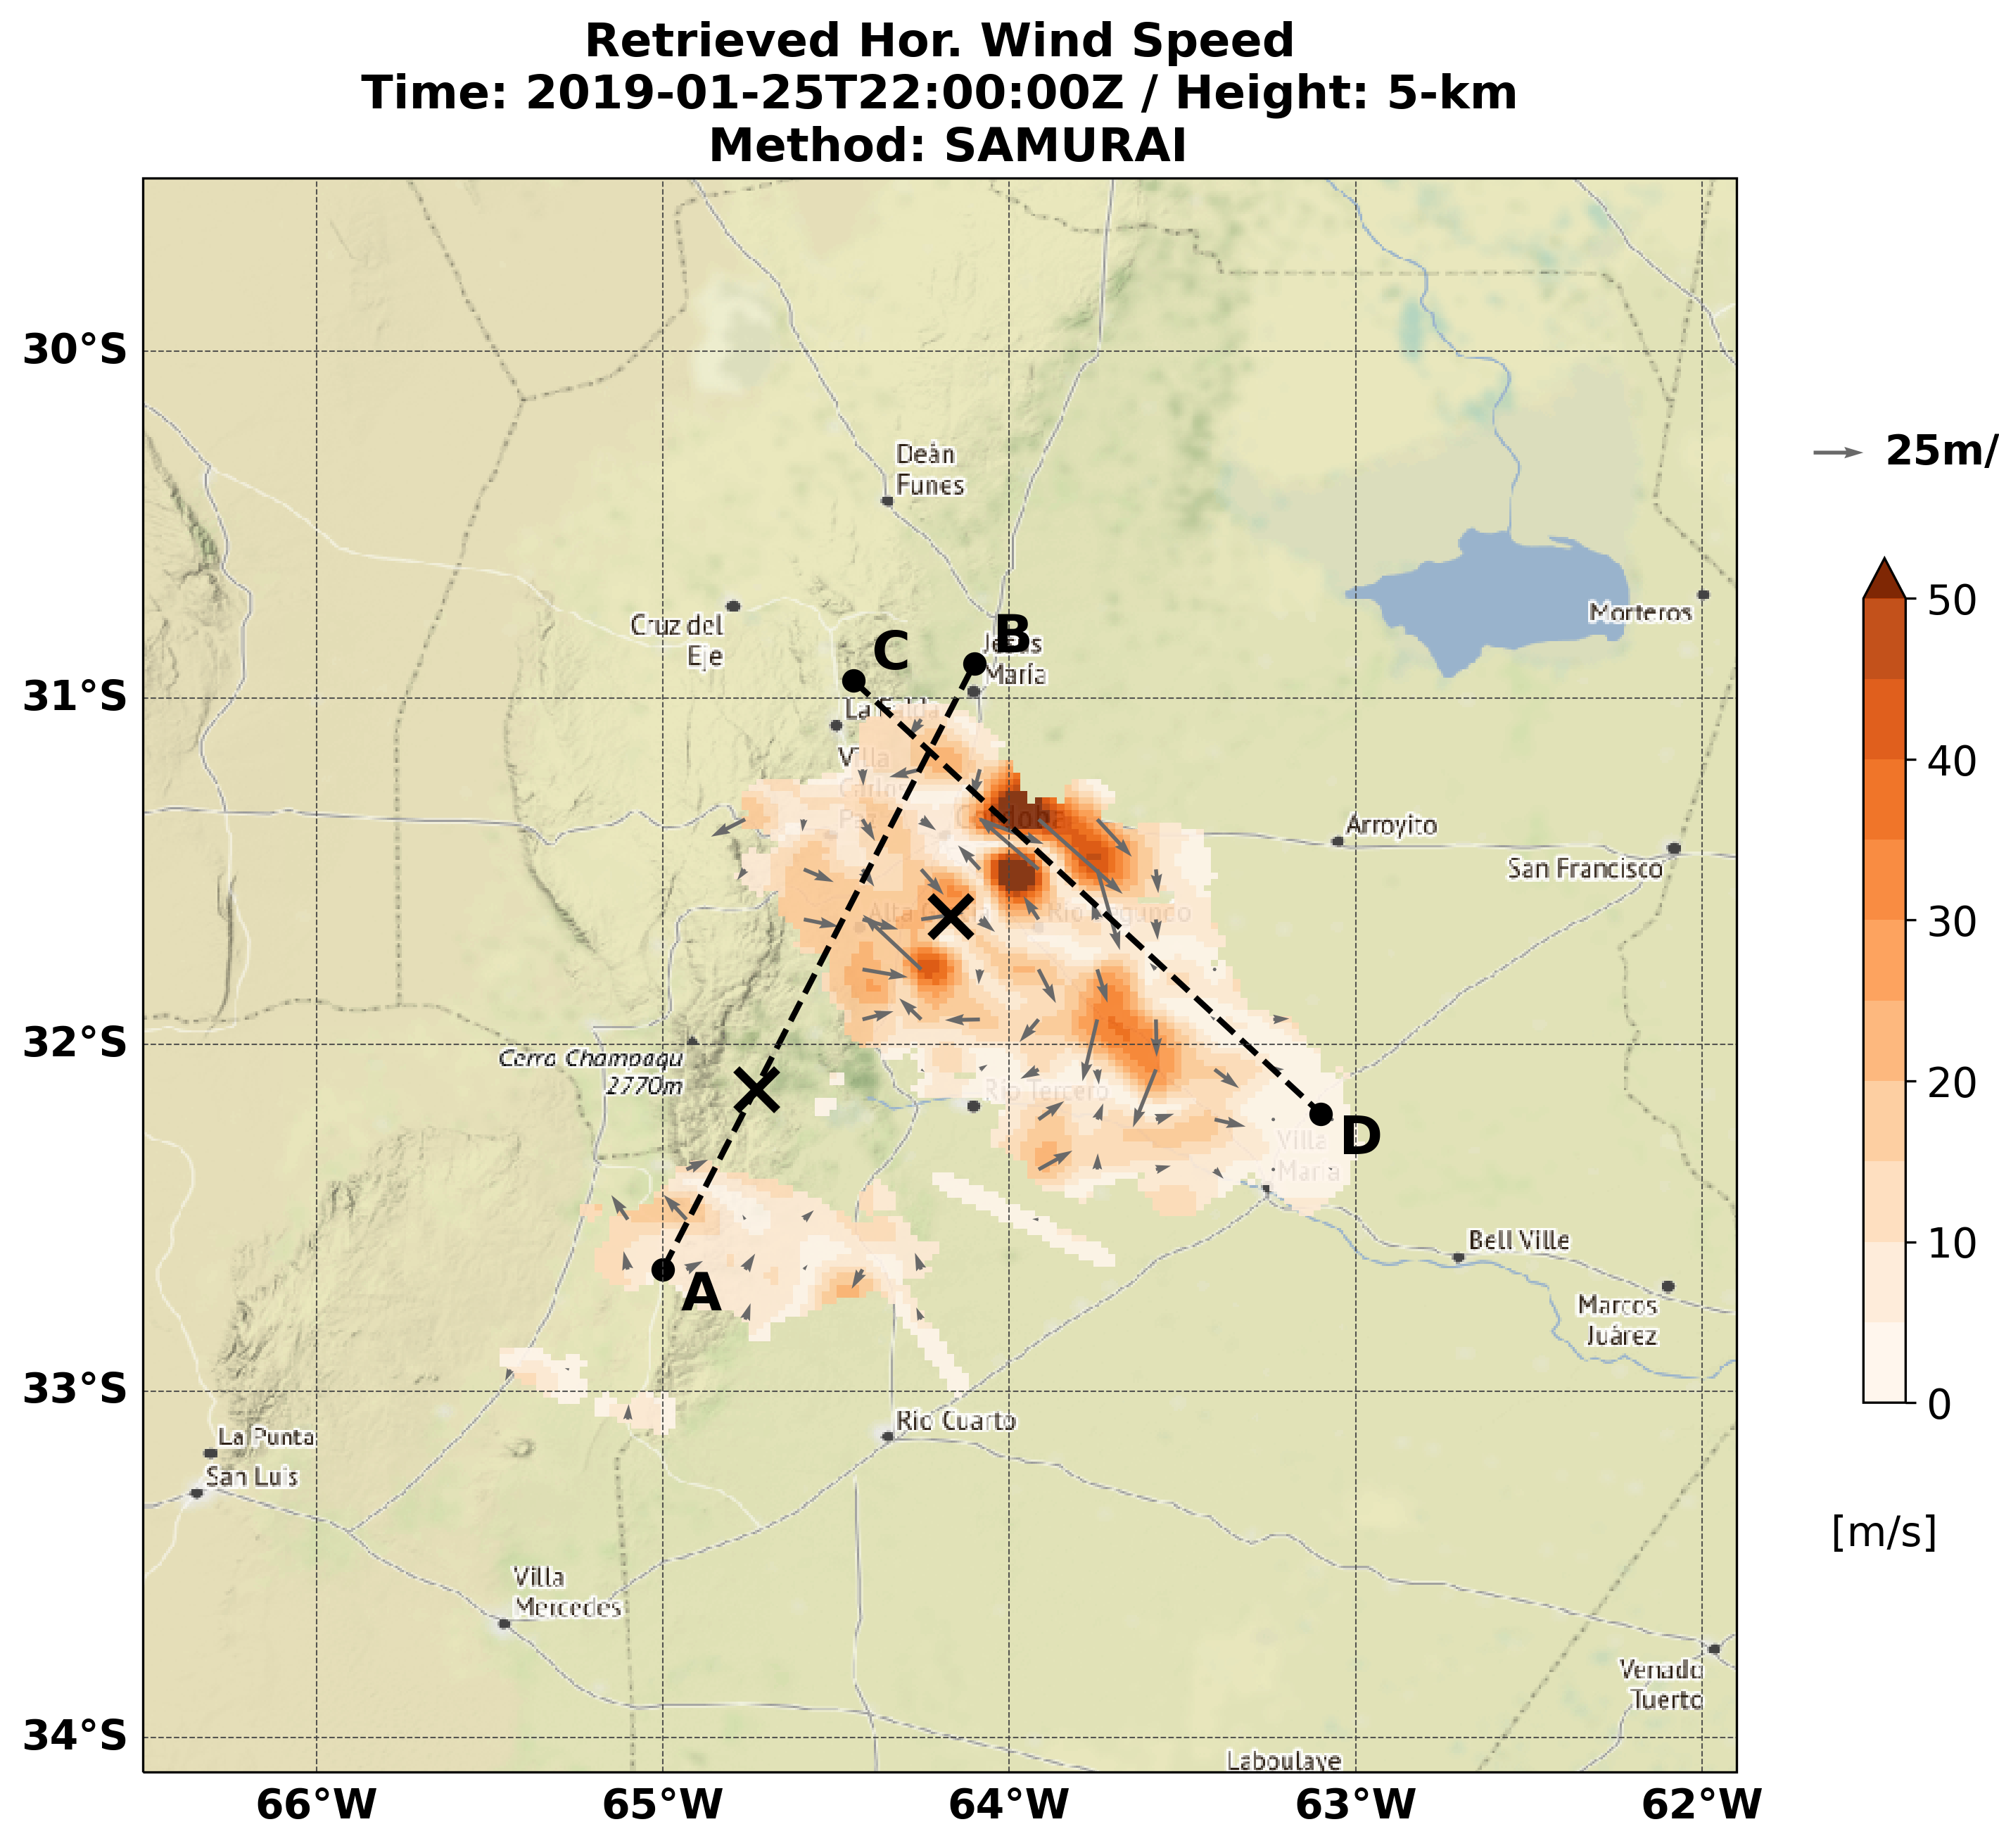 Retrieved Hor. Wind Speed
Time: 2019-01-25T22:00:00Z / Height: 5-km
Method: SAMURAI
30°S
31°S
32°S
33°S
34°S
66°W
65°W
64°W
63°W
62°W
Deán
Funes
Cruz del
Eje
C
B
Jesús
María
Morteros
La Falda
Villa
Carlos
Paz
Córdoba
Arroyito
San Francisco
Alta Gracia
Río Segundo
Cerro Champaqu
2770m
Río Tercero
D
Villa
María
A
Bell Ville
Marcos
Juárez
Rio Cuarto
La Punta
San Luis
Villa
Mercedes
Venado
Tuerto
Laboulaye
25m/
50
40
30
20
10
0
[m/s]